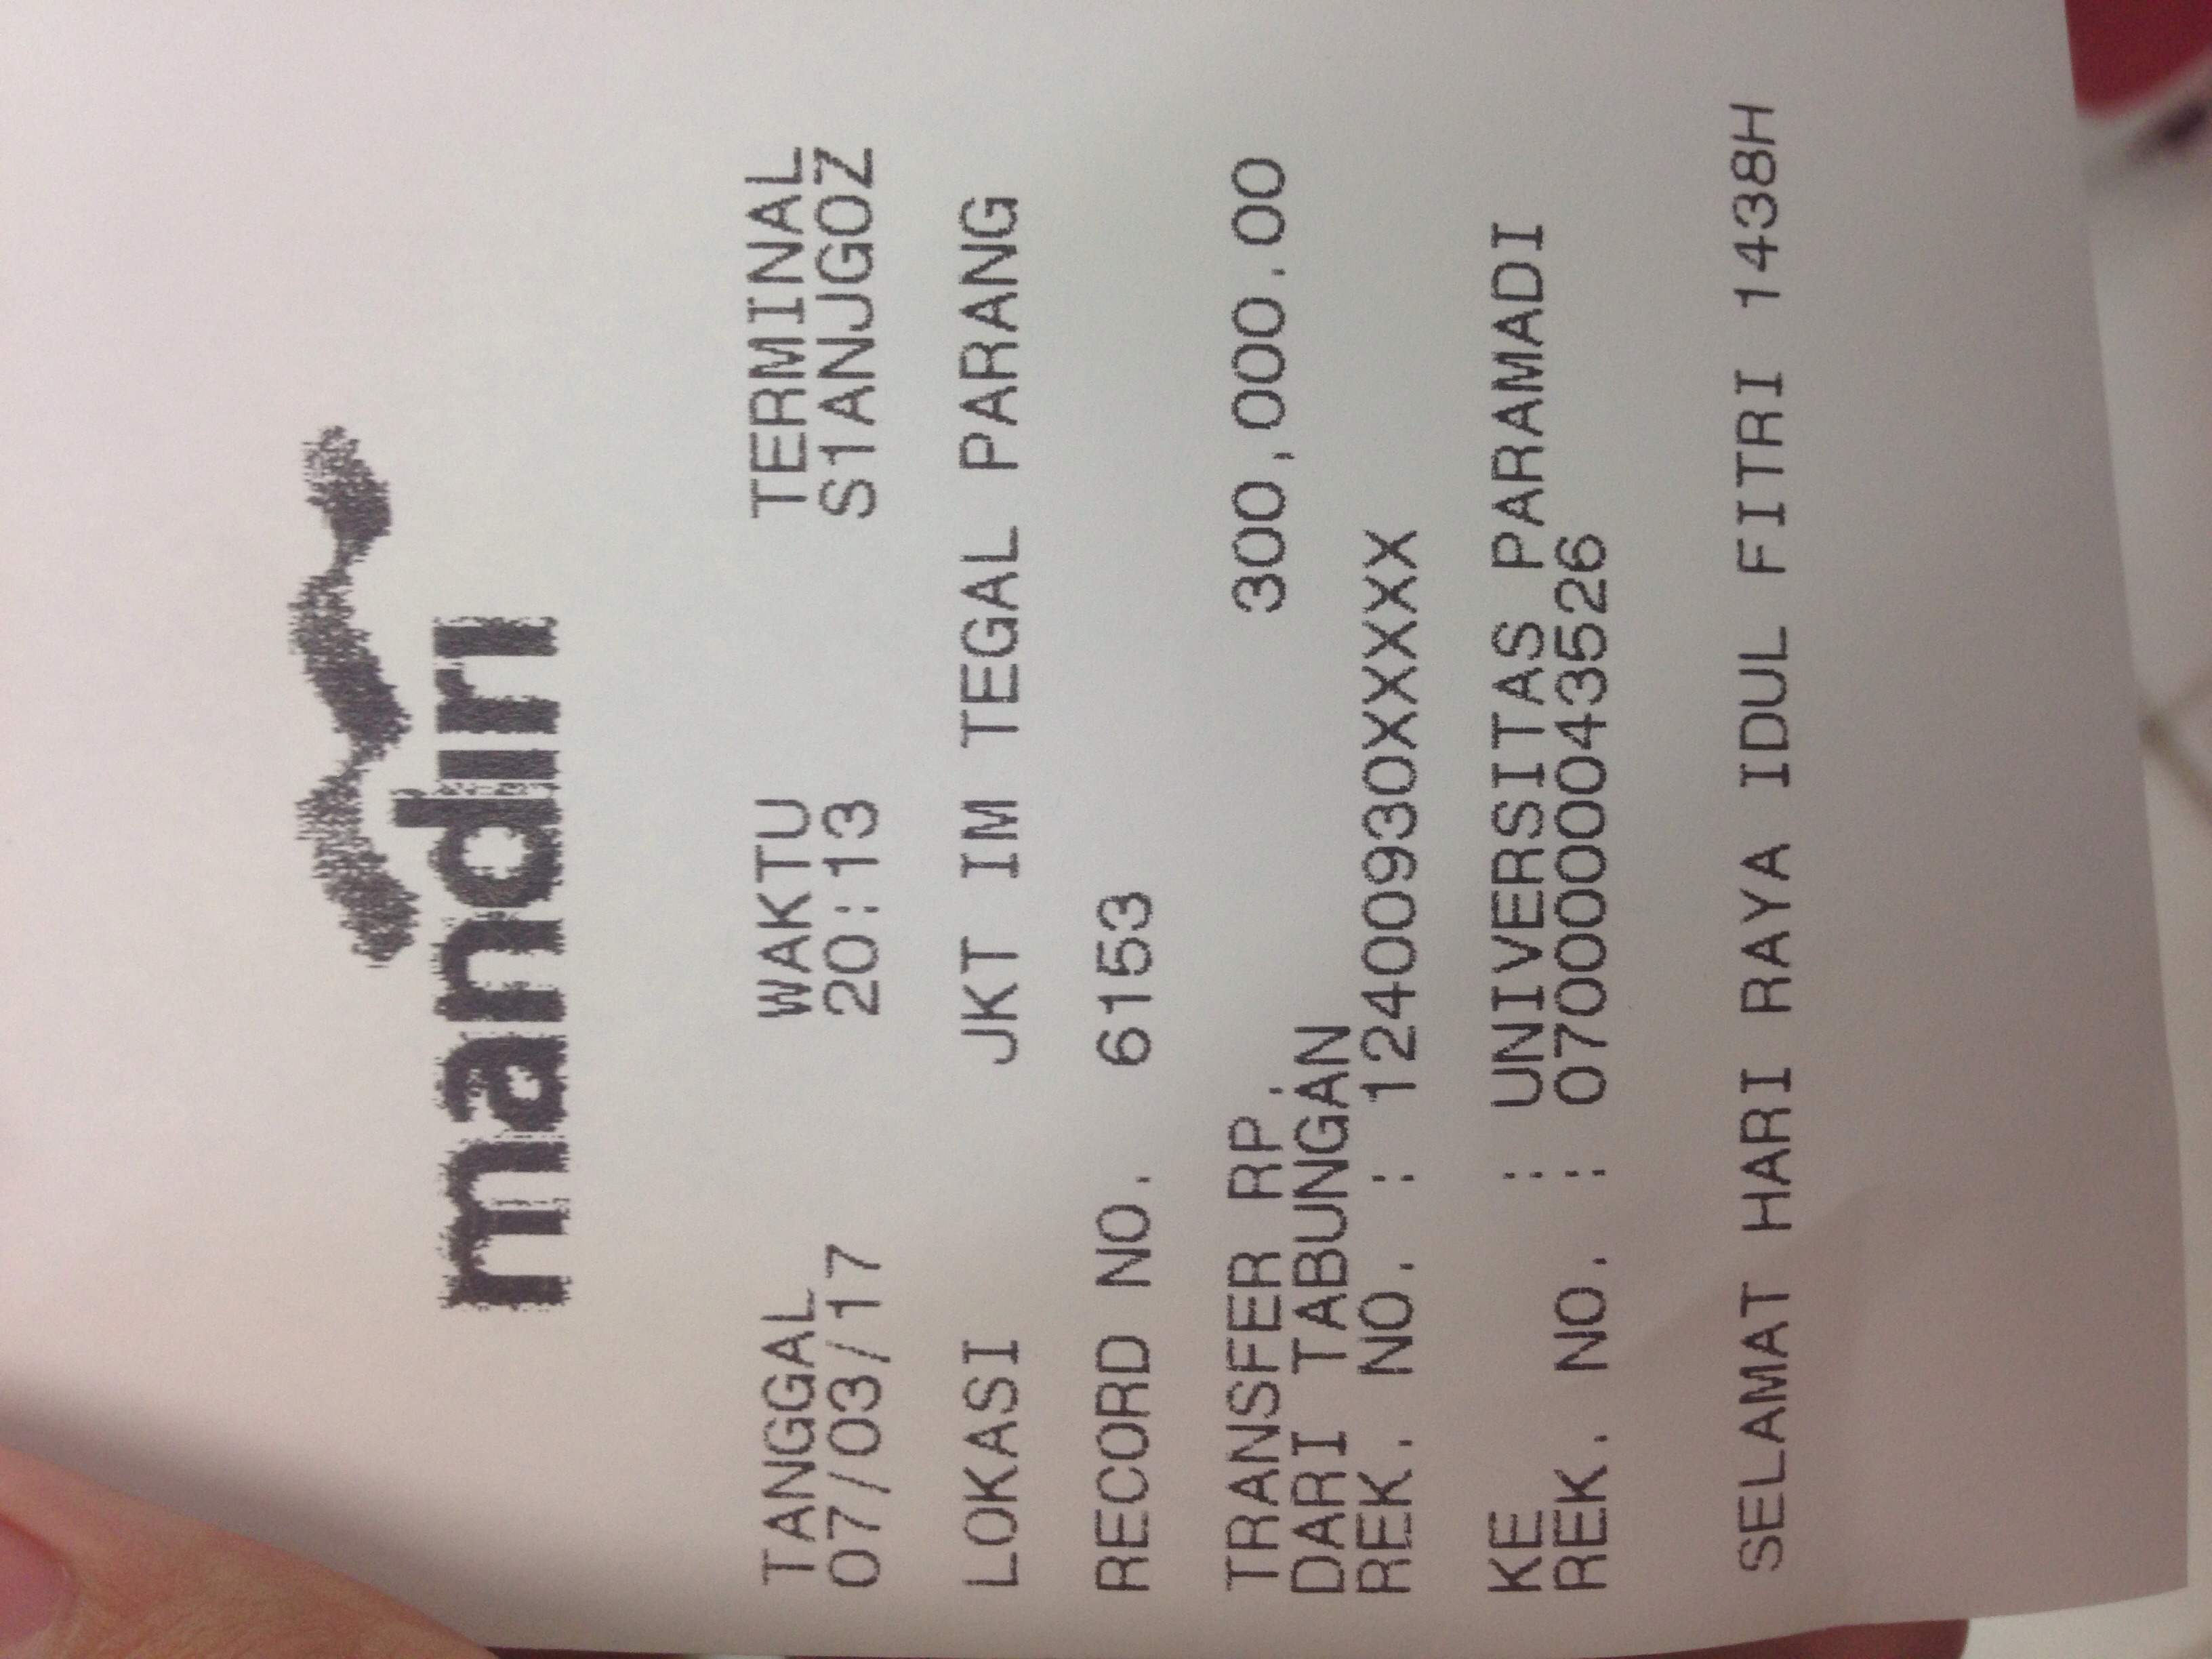 mandiri
TANGGAL WAKTU TERMINAL
07/03/17 20:13 S1ANJGOZ
LOKASI JKT IM TEGAL PARANG
RECORD NO. 6153
TRANSFER RP. 300,000.00
DARI TABUNGAN
REK. NO. : 12400930XXXXX
KE : UNIVERSITAS PARAMADI
REK. NO. : 0700000043526
SELAMAT HARI RAYA IDUL FITRI 1438H